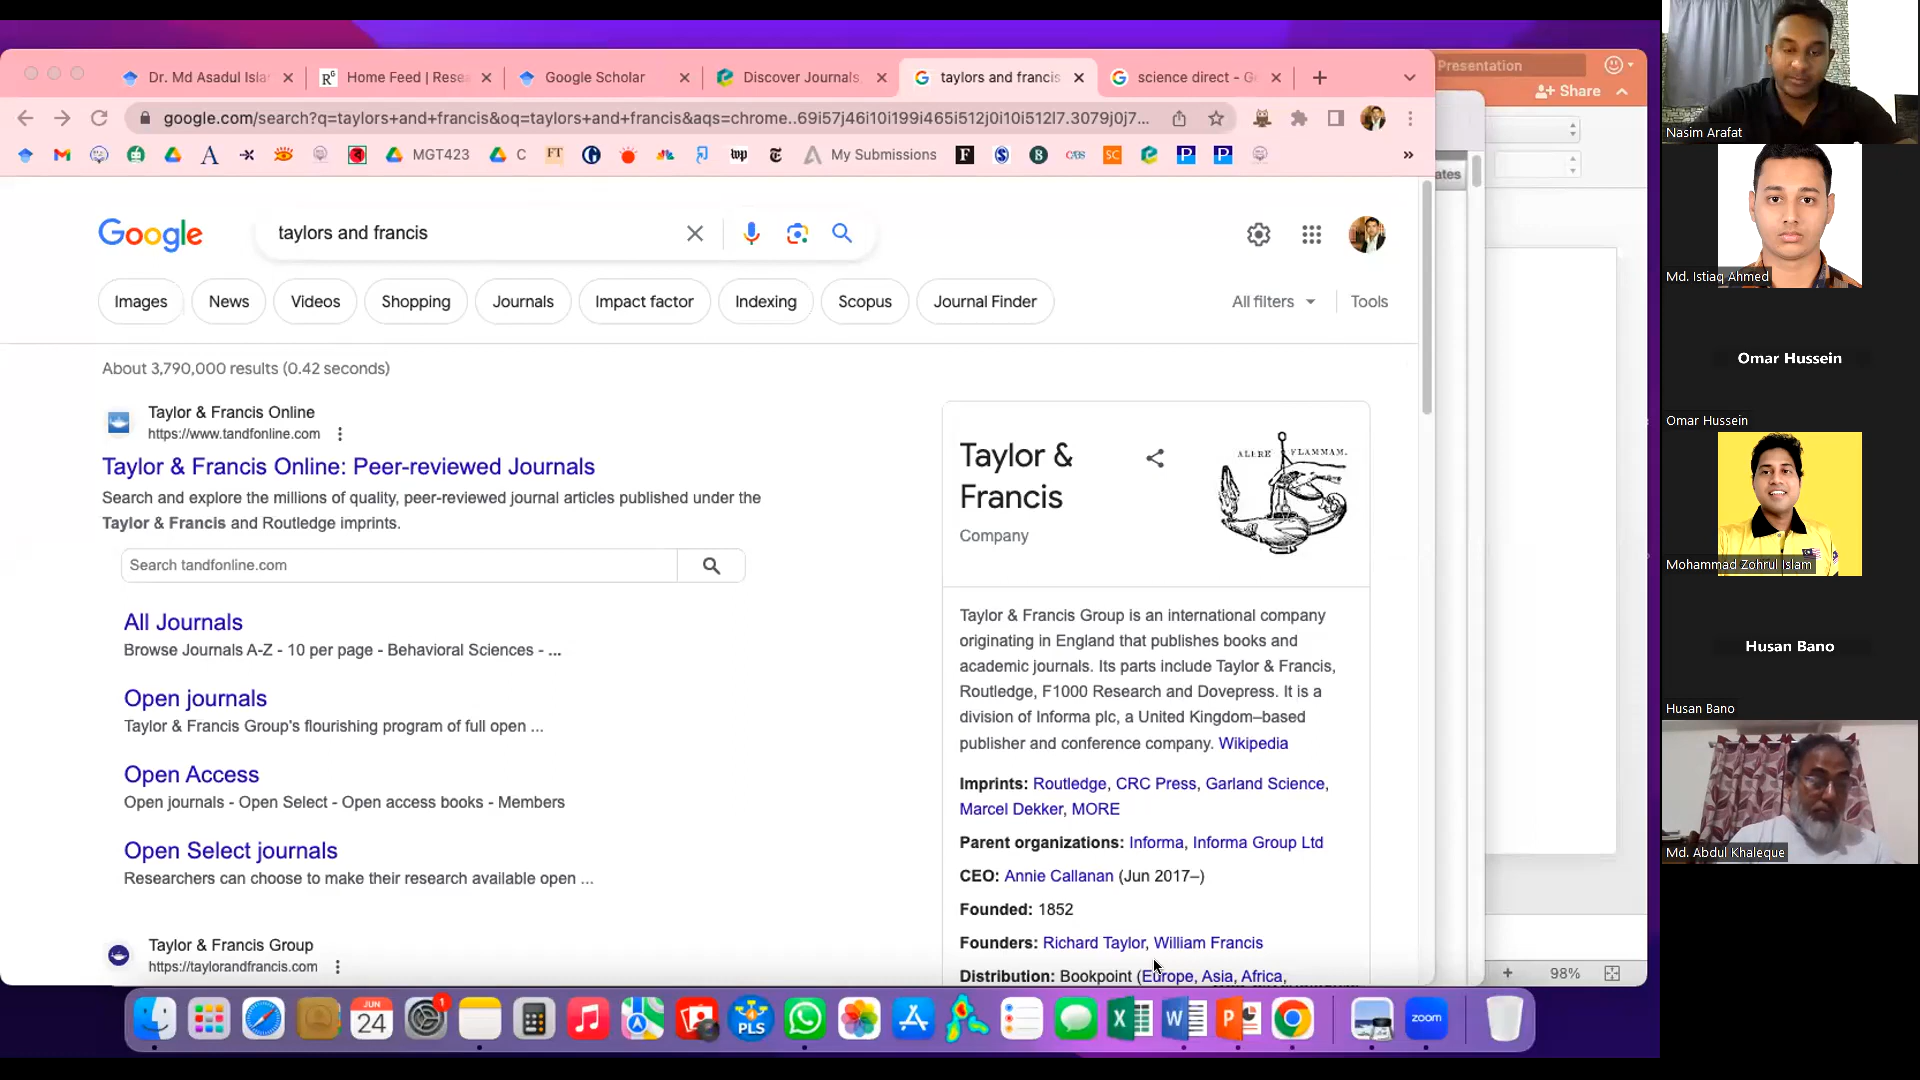 Dr. Md Asadul Isla
Home Feed | Resea
Google Scholar
Discover Journals,
taylors and francis
science direct - G
Presentation
Share
google.com/search?q=taylors+and+francis&oq=taylors+and+francis&aqs=chrome..69i57j46i10i199i465i512j0i10i512l7.3079j0j7...
MGT423
C
FT
wp
My Submissions
F
S
B
CBS
SC
P
P
»
ates
Google
taylors and francis
Images
News
Videos
Shopping
Journals
Impact factor
Indexing
Scopus
Journal Finder
All filters
Tools
About 3,790,000 results (0.42 seconds)
Taylor & Francis Online
https://www.tandfonline.com
Taylor & Francis Online: Peer-reviewed Journals
Search and explore the millions of quality, peer-reviewed journal articles published under the
Taylor & Francis and Routledge imprints.
Search tandfonline.com
All Journals
Browse Journals A-Z - 10 per page - Behavioral Sciences - ...
Open journals
Taylor & Francis Group's flourishing program of full open ...
Open Access
Open journals - Open Select - Open access books - Members
Open Select journals
Researchers can choose to make their research available open ...
Taylor & Francis Group
https://taylorandfrancis.com
Taylor &
Francis
Company
ALERE FLAMMAM.
Taylor & Francis Group is an international company
originating in England that publishes books and
academic journals. Its parts include Taylor & Francis,
Routledge, F1000 Research and Dovepress. It is a
division of Informa plc, a United Kingdom–based
publisher and conference company. Wikipedia
Imprints: Routledge, CRC Press, Garland Science,
Marcel Dekker, MORE
Parent organizations: Informa, Informa Group Ltd
CEO: Annie Callanan (Jun 2017–)
Founded: 1852
Founders: Richard Taylor, William Francis
Distribution: Bookpoint (Europe, Asia, Africa,
98%
JUN
24
1
PLS
X
W
P
zoom
Nasim Arafat
Md. Istiaq Ahmed
Omar Hussein
Omar Hussein
Mohammad Zohrul Islam
Husan Bano
Husan Bano
Md. Abdul Khaleque